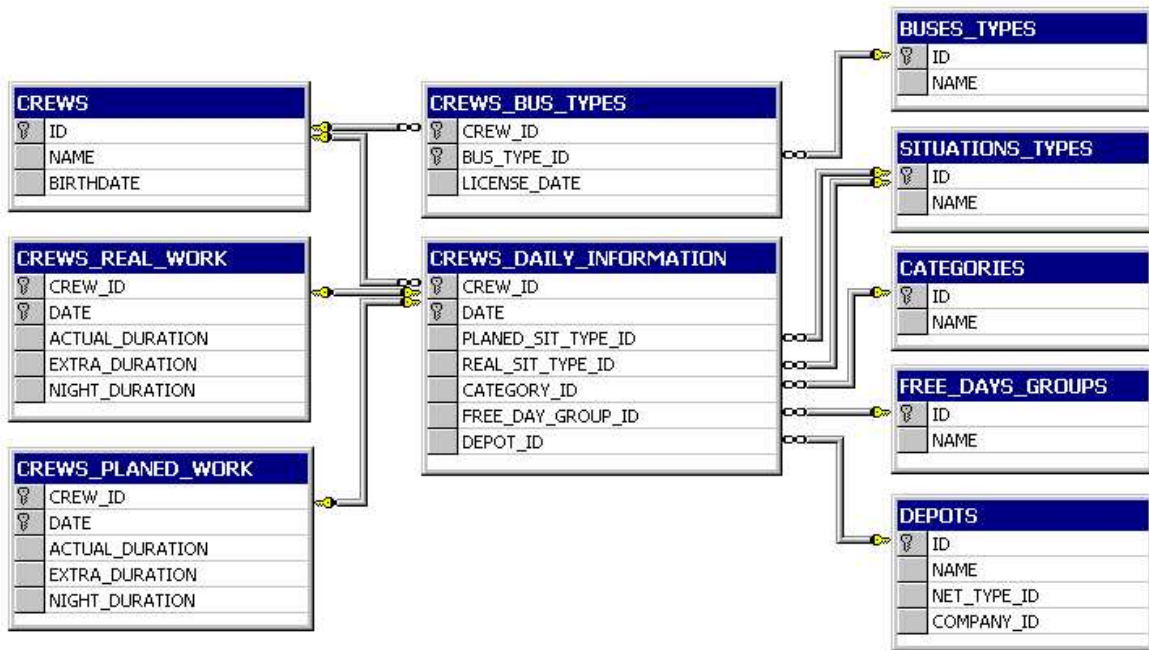 CREWS
ID
NAME
BIRTHDATE
CREWS_REAL_WORK
CREW_ID
DATE
ACTUAL_DURATION
EXTRA_DURATION
NIGHT_DURATION
CREWS_PLANED_WORK
CREW_ID
DATE
ACTUAL_DURATION
EXTRA_DURATION
NIGHT_DURATION
CREWS_BUS_TYPES
CREW_ID
BUS_TYPE_ID
LICENSE_DATE
CREWS_DAILY_INFORMATION
CREW_ID
DATE
PLANED_SIT_TYPE_ID
REAL_SIT_TYPE_ID
CATEGORY_ID
FREE_DAY_GROUP_ID
DEPOT_ID
BUSES_TYPES
ID
NAME
SITUATIONS_TYPES
ID
NAME
CATEGORIES
ID
NAME
FREE_DAYS_GROUPS
ID
NAME
DEPOTS
ID
NAME
NET_TYPE_ID
COMPANY_ID